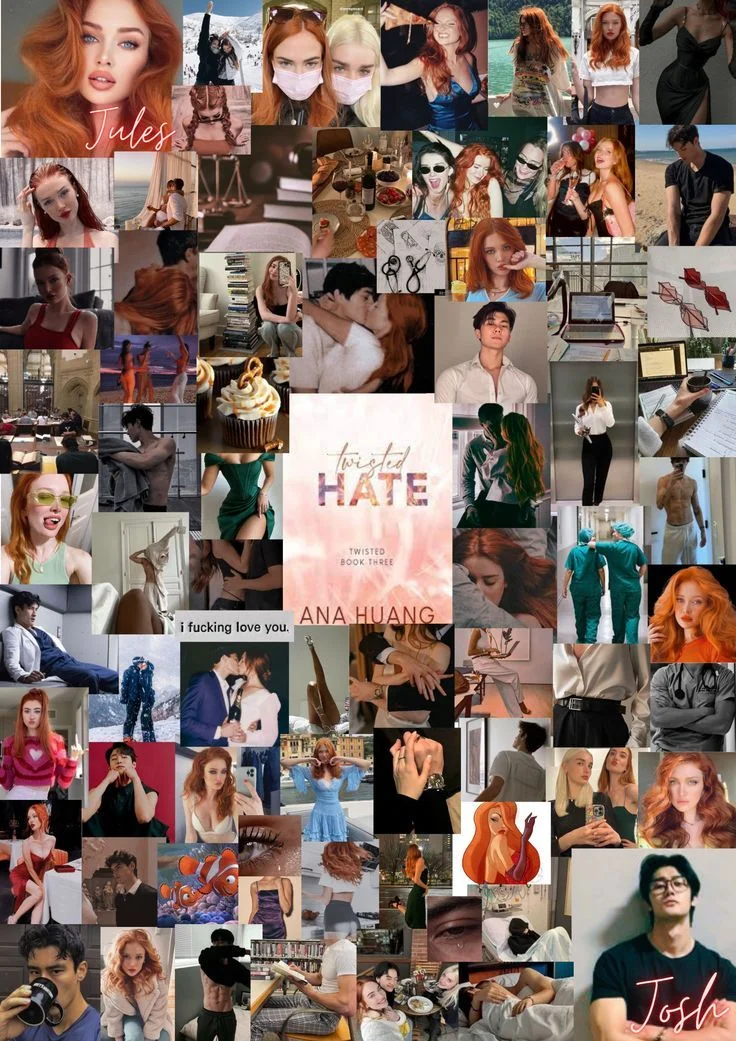 Jules
twisted
HATE
TWISTED
BOOK THREE
ANA HUANG
i fucking love you.
Josh